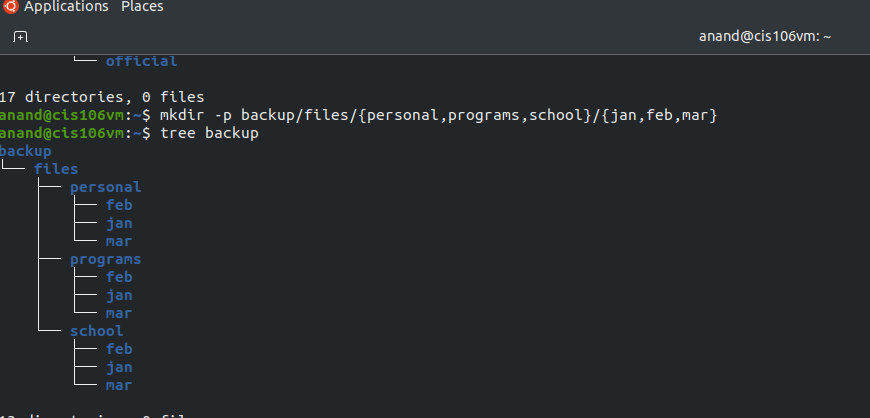 Applications Places
anand@cis106vm: ~
└── official
17 directories, 0 files
anand@cis106vm:~$ mkdir -p backup/files/{personal,programs,school}/{jan,feb,mar}
anand@cis106vm:~$ tree backup
backup
└── files
    ├── personal
    │   ├── feb
    │   ├── jan
    │   └── mar
    ├── programs
    │   ├── feb
    │   ├── jan
    │   └── mar
    └── school
        ├── feb
        ├── jan
        └── mar